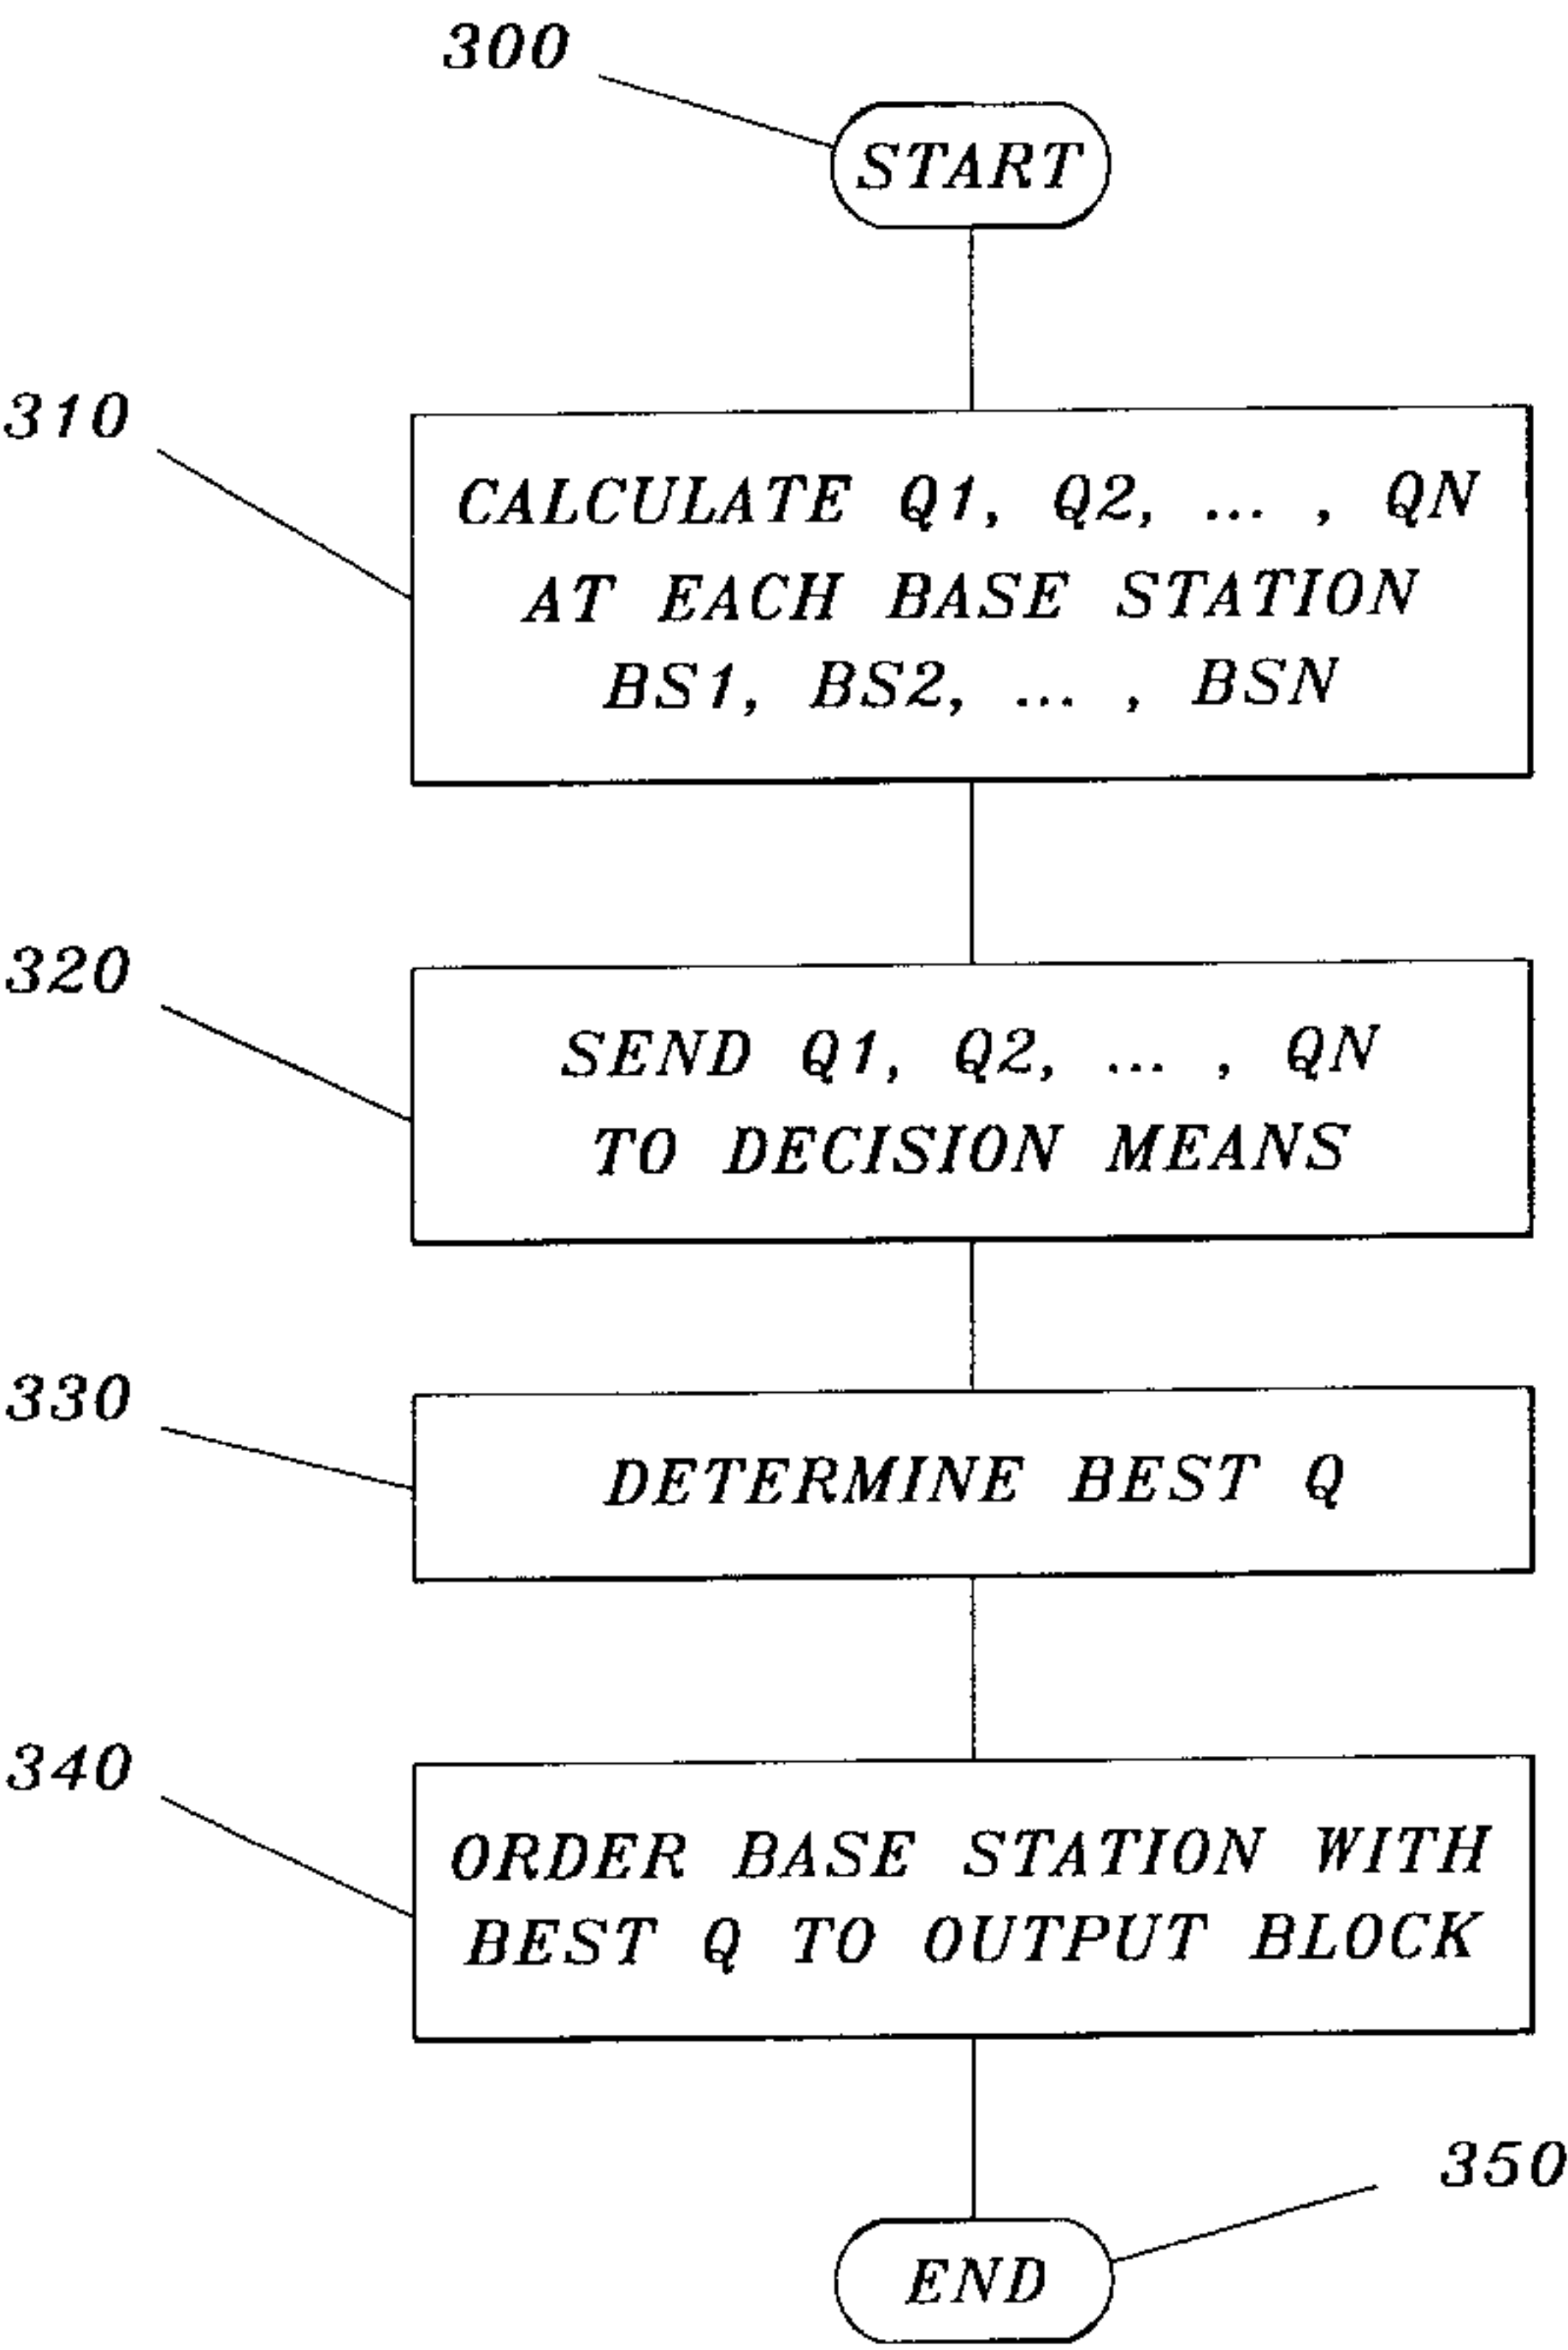 300
START
310
CALCULATE Q1, Q2, ... , QN
AT EACH BASE STATION
BS1, BS2, ... , BSN
320
SEND Q1, Q2, ... , QN
TO DECISION MEANS
330
DETERMINE BEST Q
340
ORDER BASE STATION WITH
BEST Q TO OUTPUT BLOCK
350
END